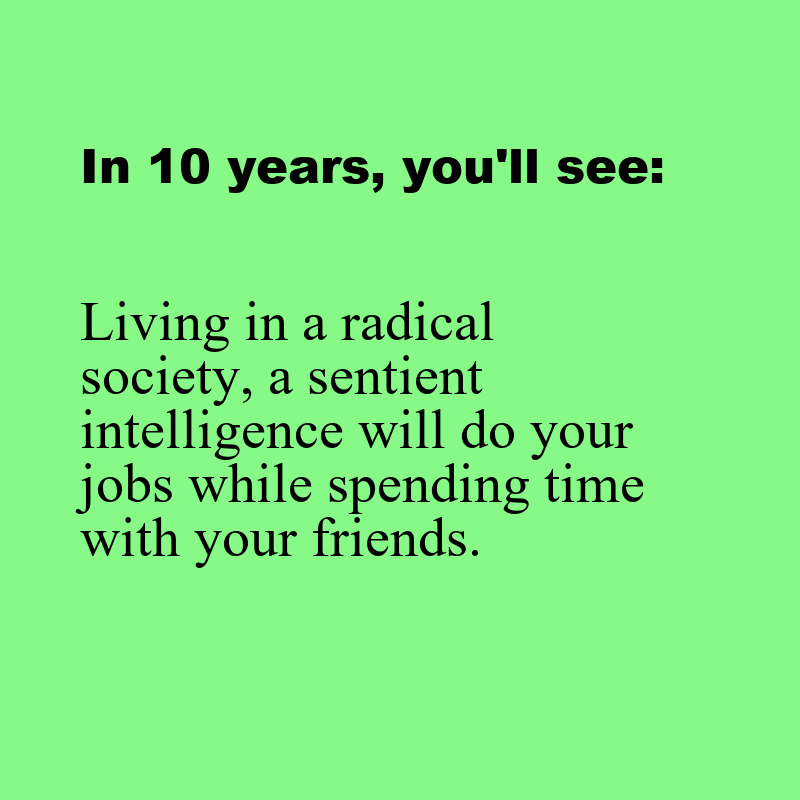 In 10 years, you'll see:
Living in a radical
society, a sentient
intelligence will do your
jobs while spending time
with your friends.